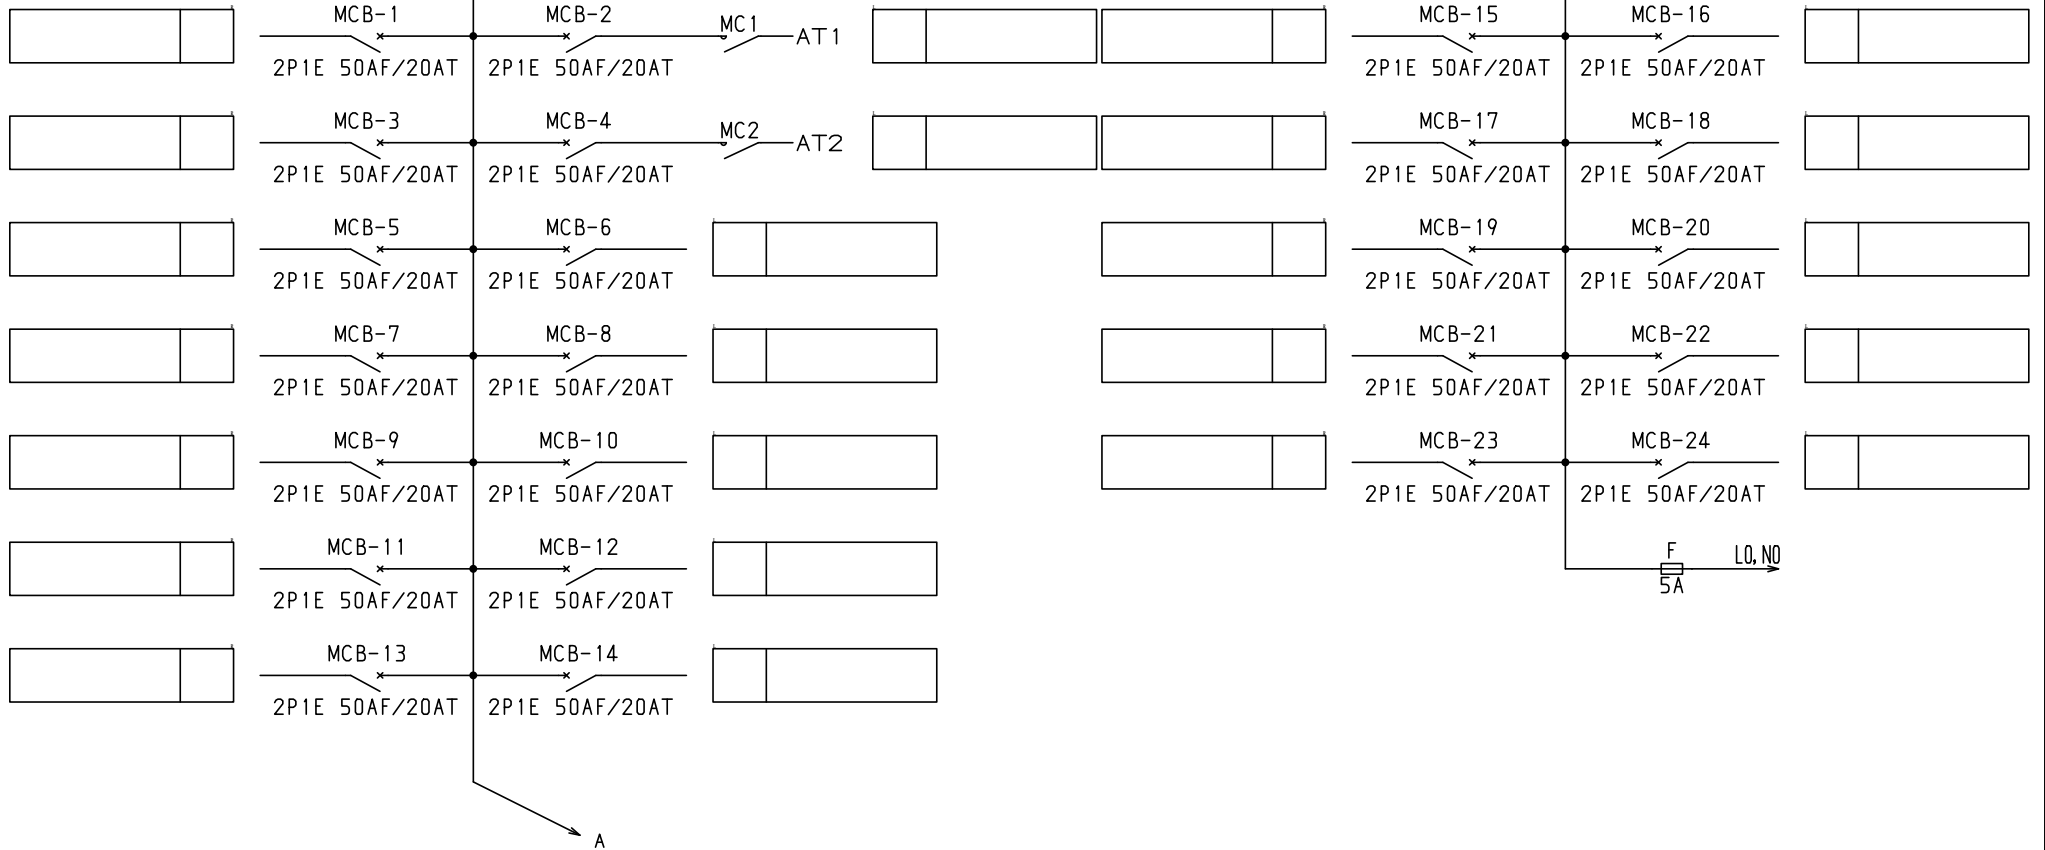 MCB-1 MCB-2 MC1 AT1 MCB-15 MCB-16
2P1E 50AF/20AT 2P1E 50AF/20AT 2P1E 50AF/20AT 2P1E 50AF/20AT
MCB-3 MCB-4 MC2 AT2 MCB-17 MCB-18
2P1E 50AF/20AT 2P1E 50AF/20AT 2P1E 50AF/20AT 2P1E 50AF/20AT
MCB-5 MCB-6 MCB-19 MCB-20
2P1E 50AF/20AT 2P1E 50AF/20AT 2P1E 50AF/20AT 2P1E 50AF/20AT
MCB-7 MCB-8 MCB-21 MCB-22
2P1E 50AF/20AT 2P1E 50AF/20AT 2P1E 50AF/20AT 2P1E 50AF/20AT
MCB-9 MCB-10 MCB-23 MCB-24
2P1E 50AF/20AT 2P1E 50AF/20AT 2P1E 50AF/20AT 2P1E 50AF/20AT
MCB-11 MCB-12 F L0,N0
2P1E 50AF/20AT 2P1E 50AF/20AT 5A
MCB-13 MCB-14
2P1E 50AF/20AT 2P1E 50AF/20AT
A